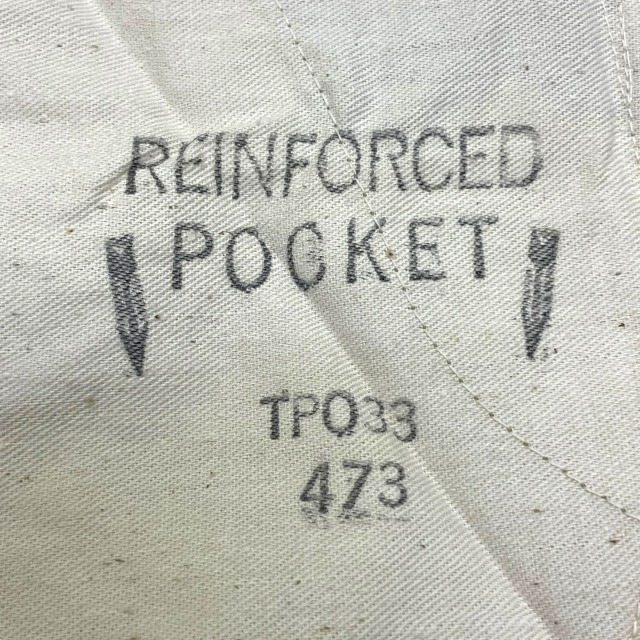 REINFORCED
POCKET
TPO33
473